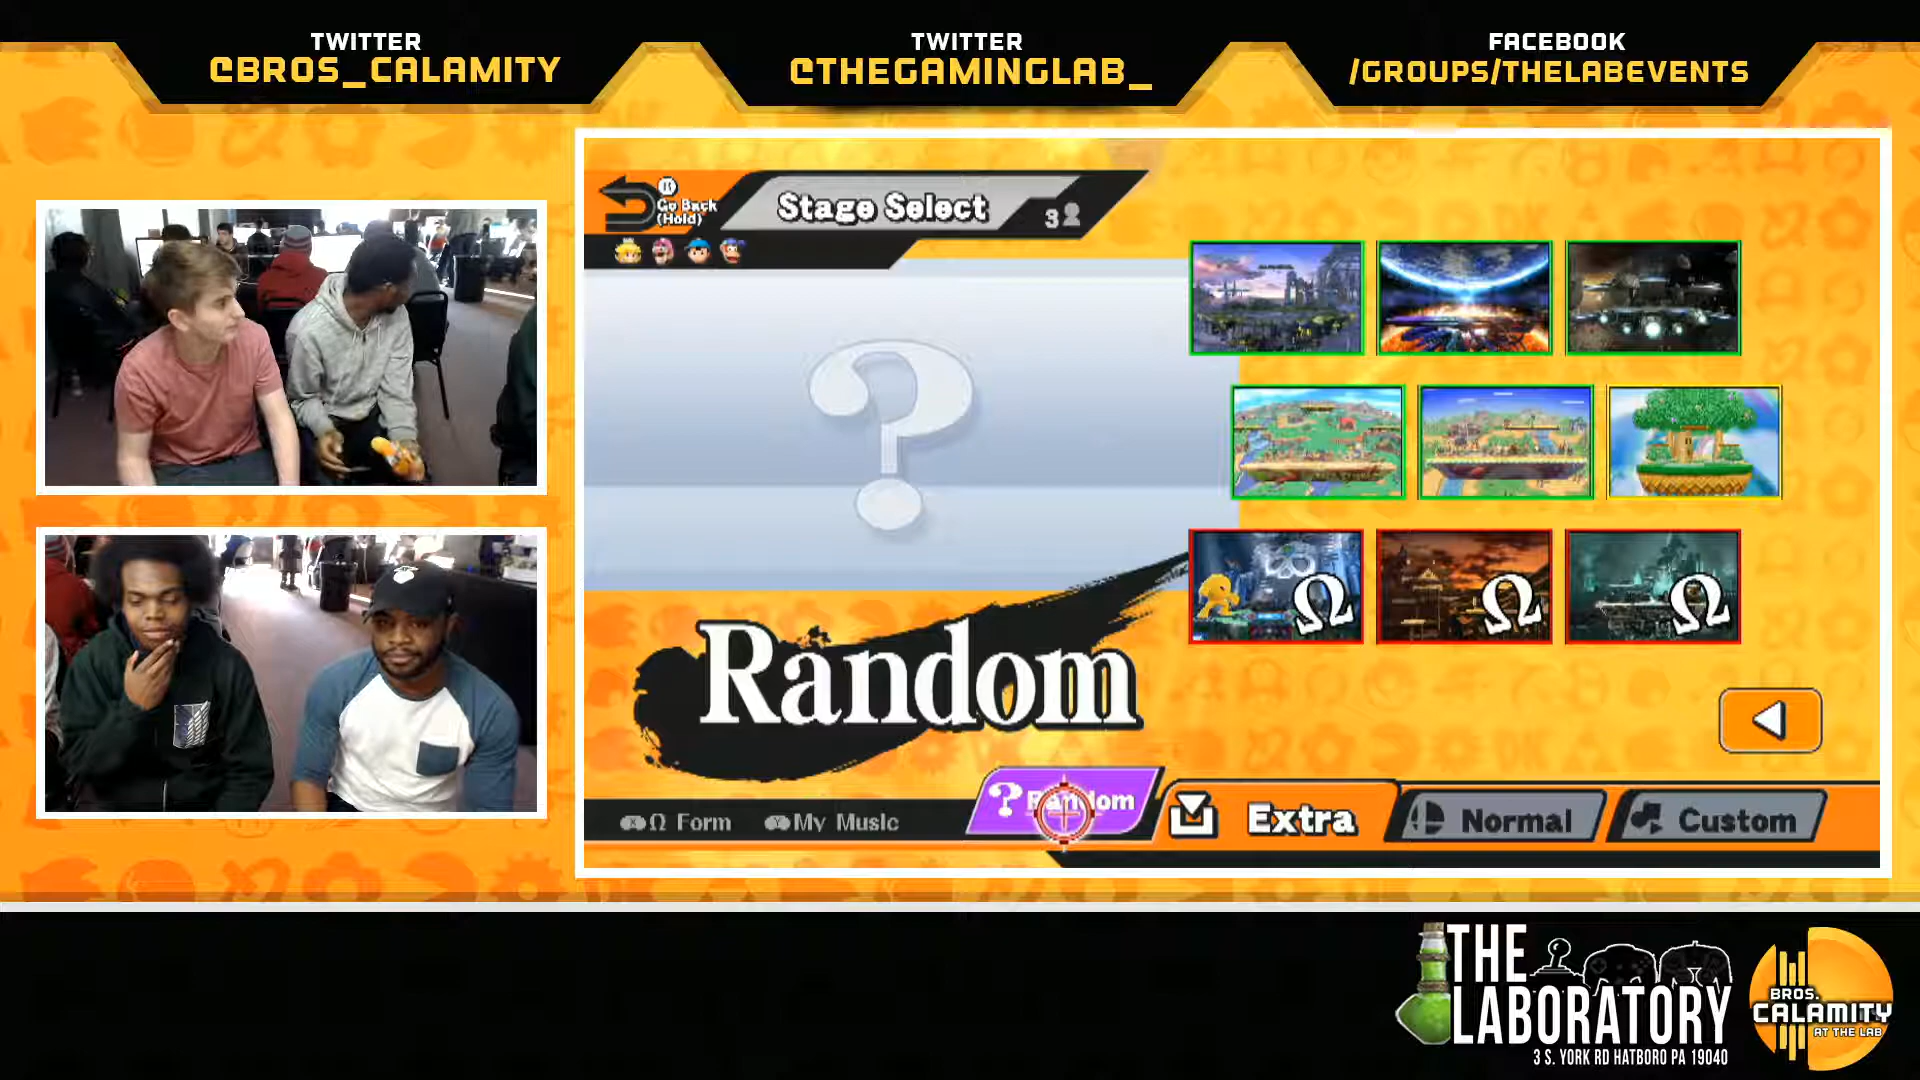 TWITTER
@BROS_CALAMITY
TWITTER
@THEGAMINGLAB_
FACEBOOK
/GROUPS/THELABEVENTS
B
Go Back
(Hold)
Stage Select
3
Ω Ω Ω
Random
X Ω Form
Y My Music
? Random
Extra
Normal
Custom
THE
LABORATORY
3 S. YORK RD HATBORO PA 19040
BROS.
CALAMITY
AT THE LAB